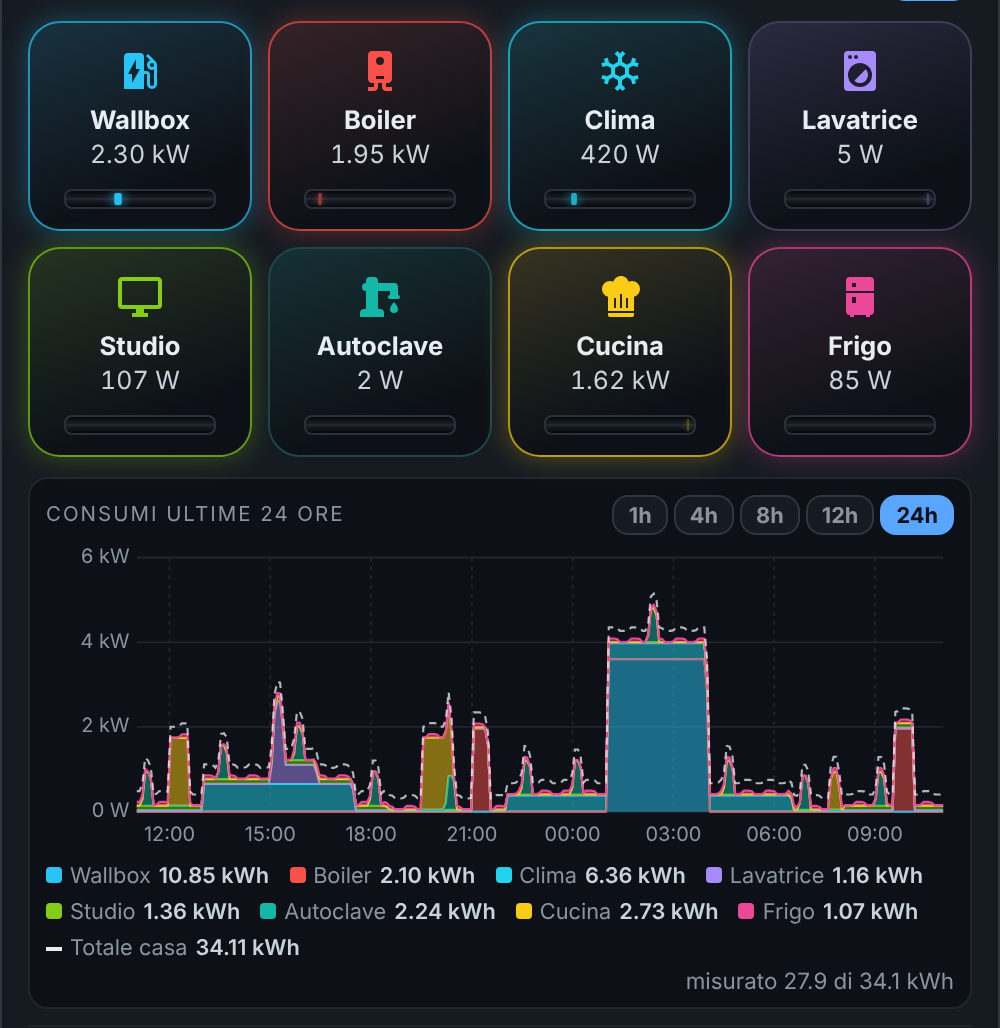 Wallbox Boiler Clima Lavatrice
2.30 kW 1.95 kW 420 W 5 W
Studio Autoclave Cucina Frigo
107 W 2 W 1.62 kW 85 W
CONSUMI ULTIME 24 ORE 1h 4h 8h 12h 24h
6 kW
4 kW
2 kW
0 W
12:00 15:00 18:00 21:00 00:00 03:00 06:00 09:00
Wallbox 10.85 kWh Boiler 2.10 kWh Clima 6.36 kWh Lavatrice 1.16 kWh
Studio 1.36 kWh Autoclave 2.24 kWh Cucina 2.73 kWh Frigo 1.07 kWh
Totale casa 34.11 kWh
misurato 27.9 di 34.1 kWh